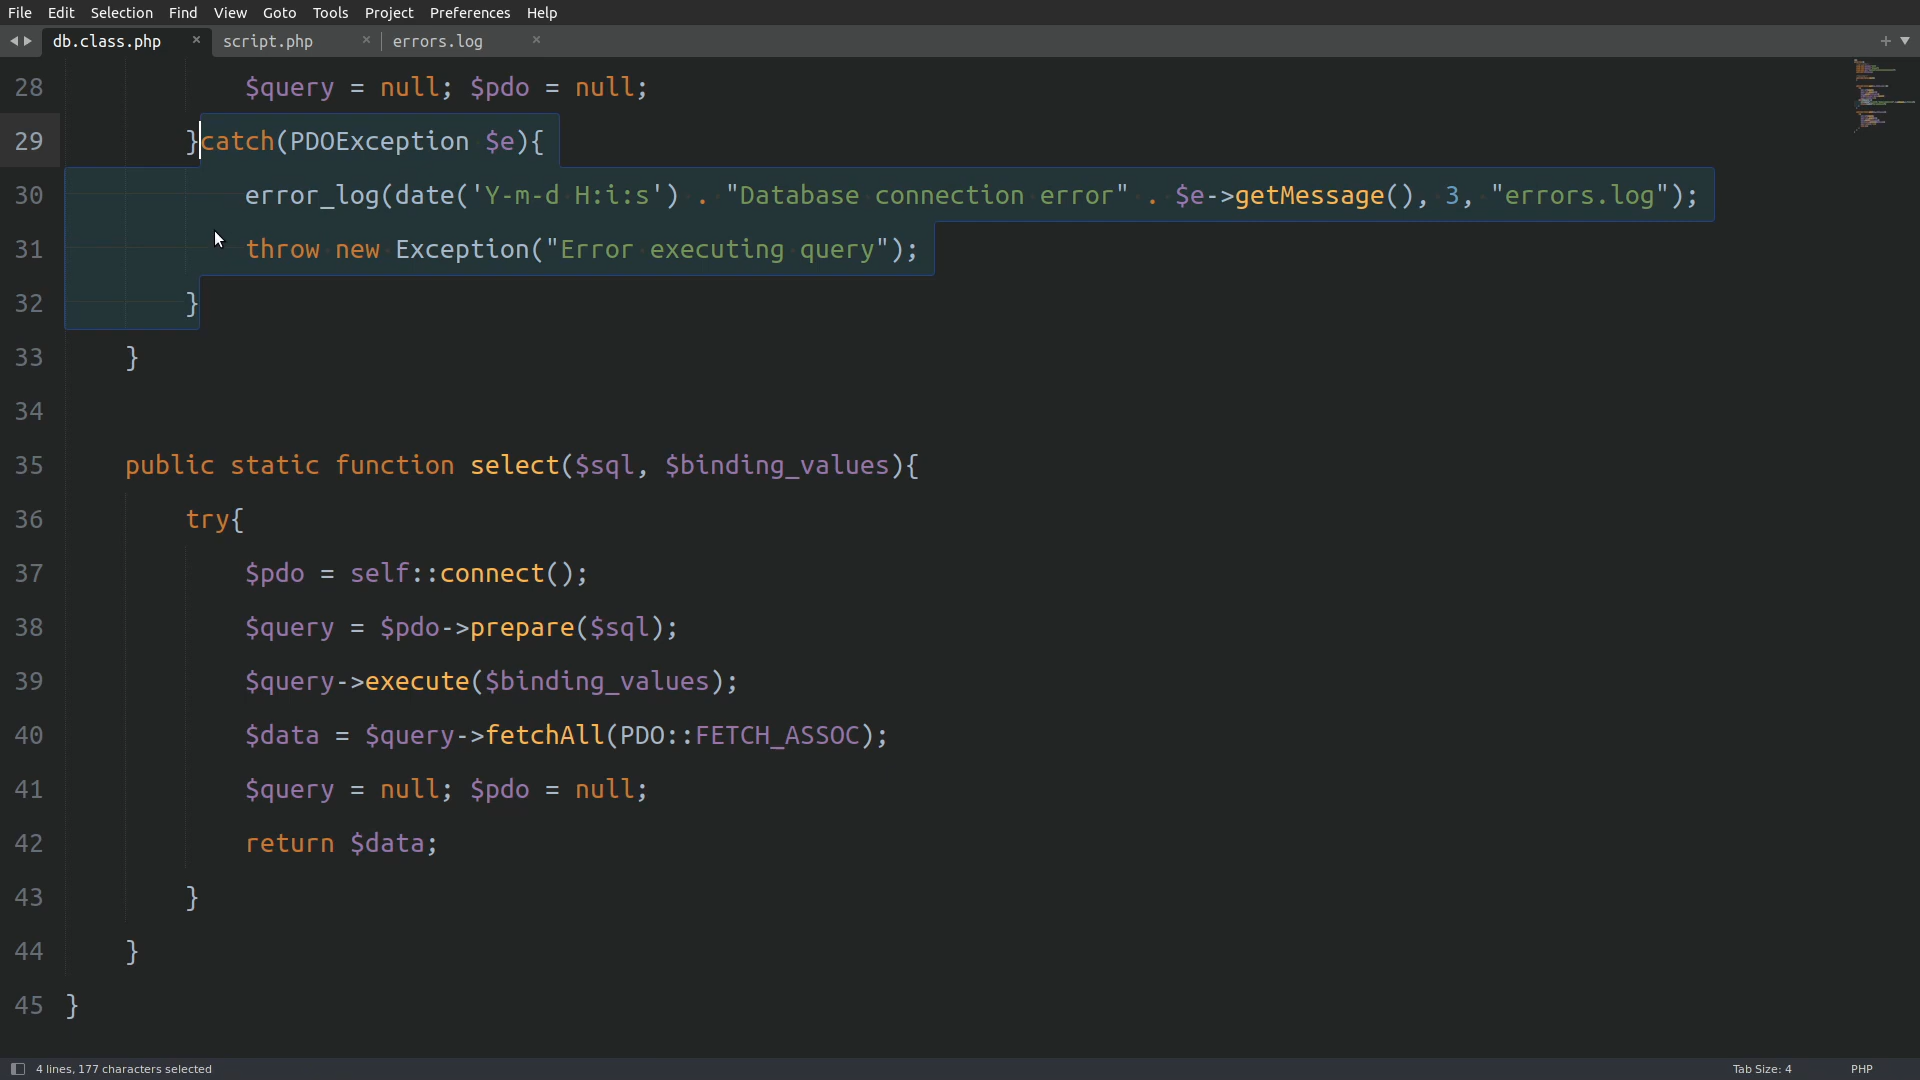 File Edit Selection Find View Goto Tools Project Preferences Help
db.class.php × script.php × errors.log ×
28 $query = null; $pdo = null;
29 }catch(PDOException $e){
30 error_log(date('Y-m-d H:i:s') . "Database connection error" . $e->getMessage(), 3, "errors.log");
31 throw new Exception("Error executing query");
32 }
33 }
34
35 public static function select($sql, $binding_values){
36 try{
37 $pdo = self::connect();
38 $query = $pdo->prepare($sql);
39 $query->execute($binding_values);
40 $data = $query->fetchAll(PDO::FETCH_ASSOC);
41 $query = null; $pdo = null;
42 return $data;
43 }
44 }
45 }
4 lines, 177 characters selected Tab Size: 4 PHP